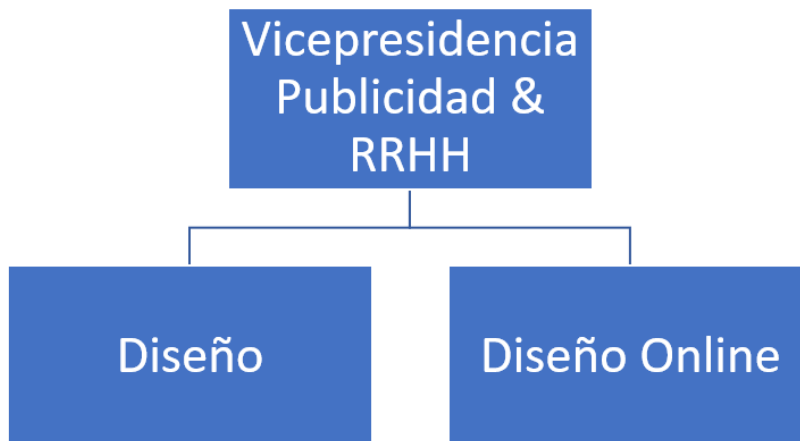 Vicepresidencia
Publicidad &
RRHH
Diseño
Diseño Online